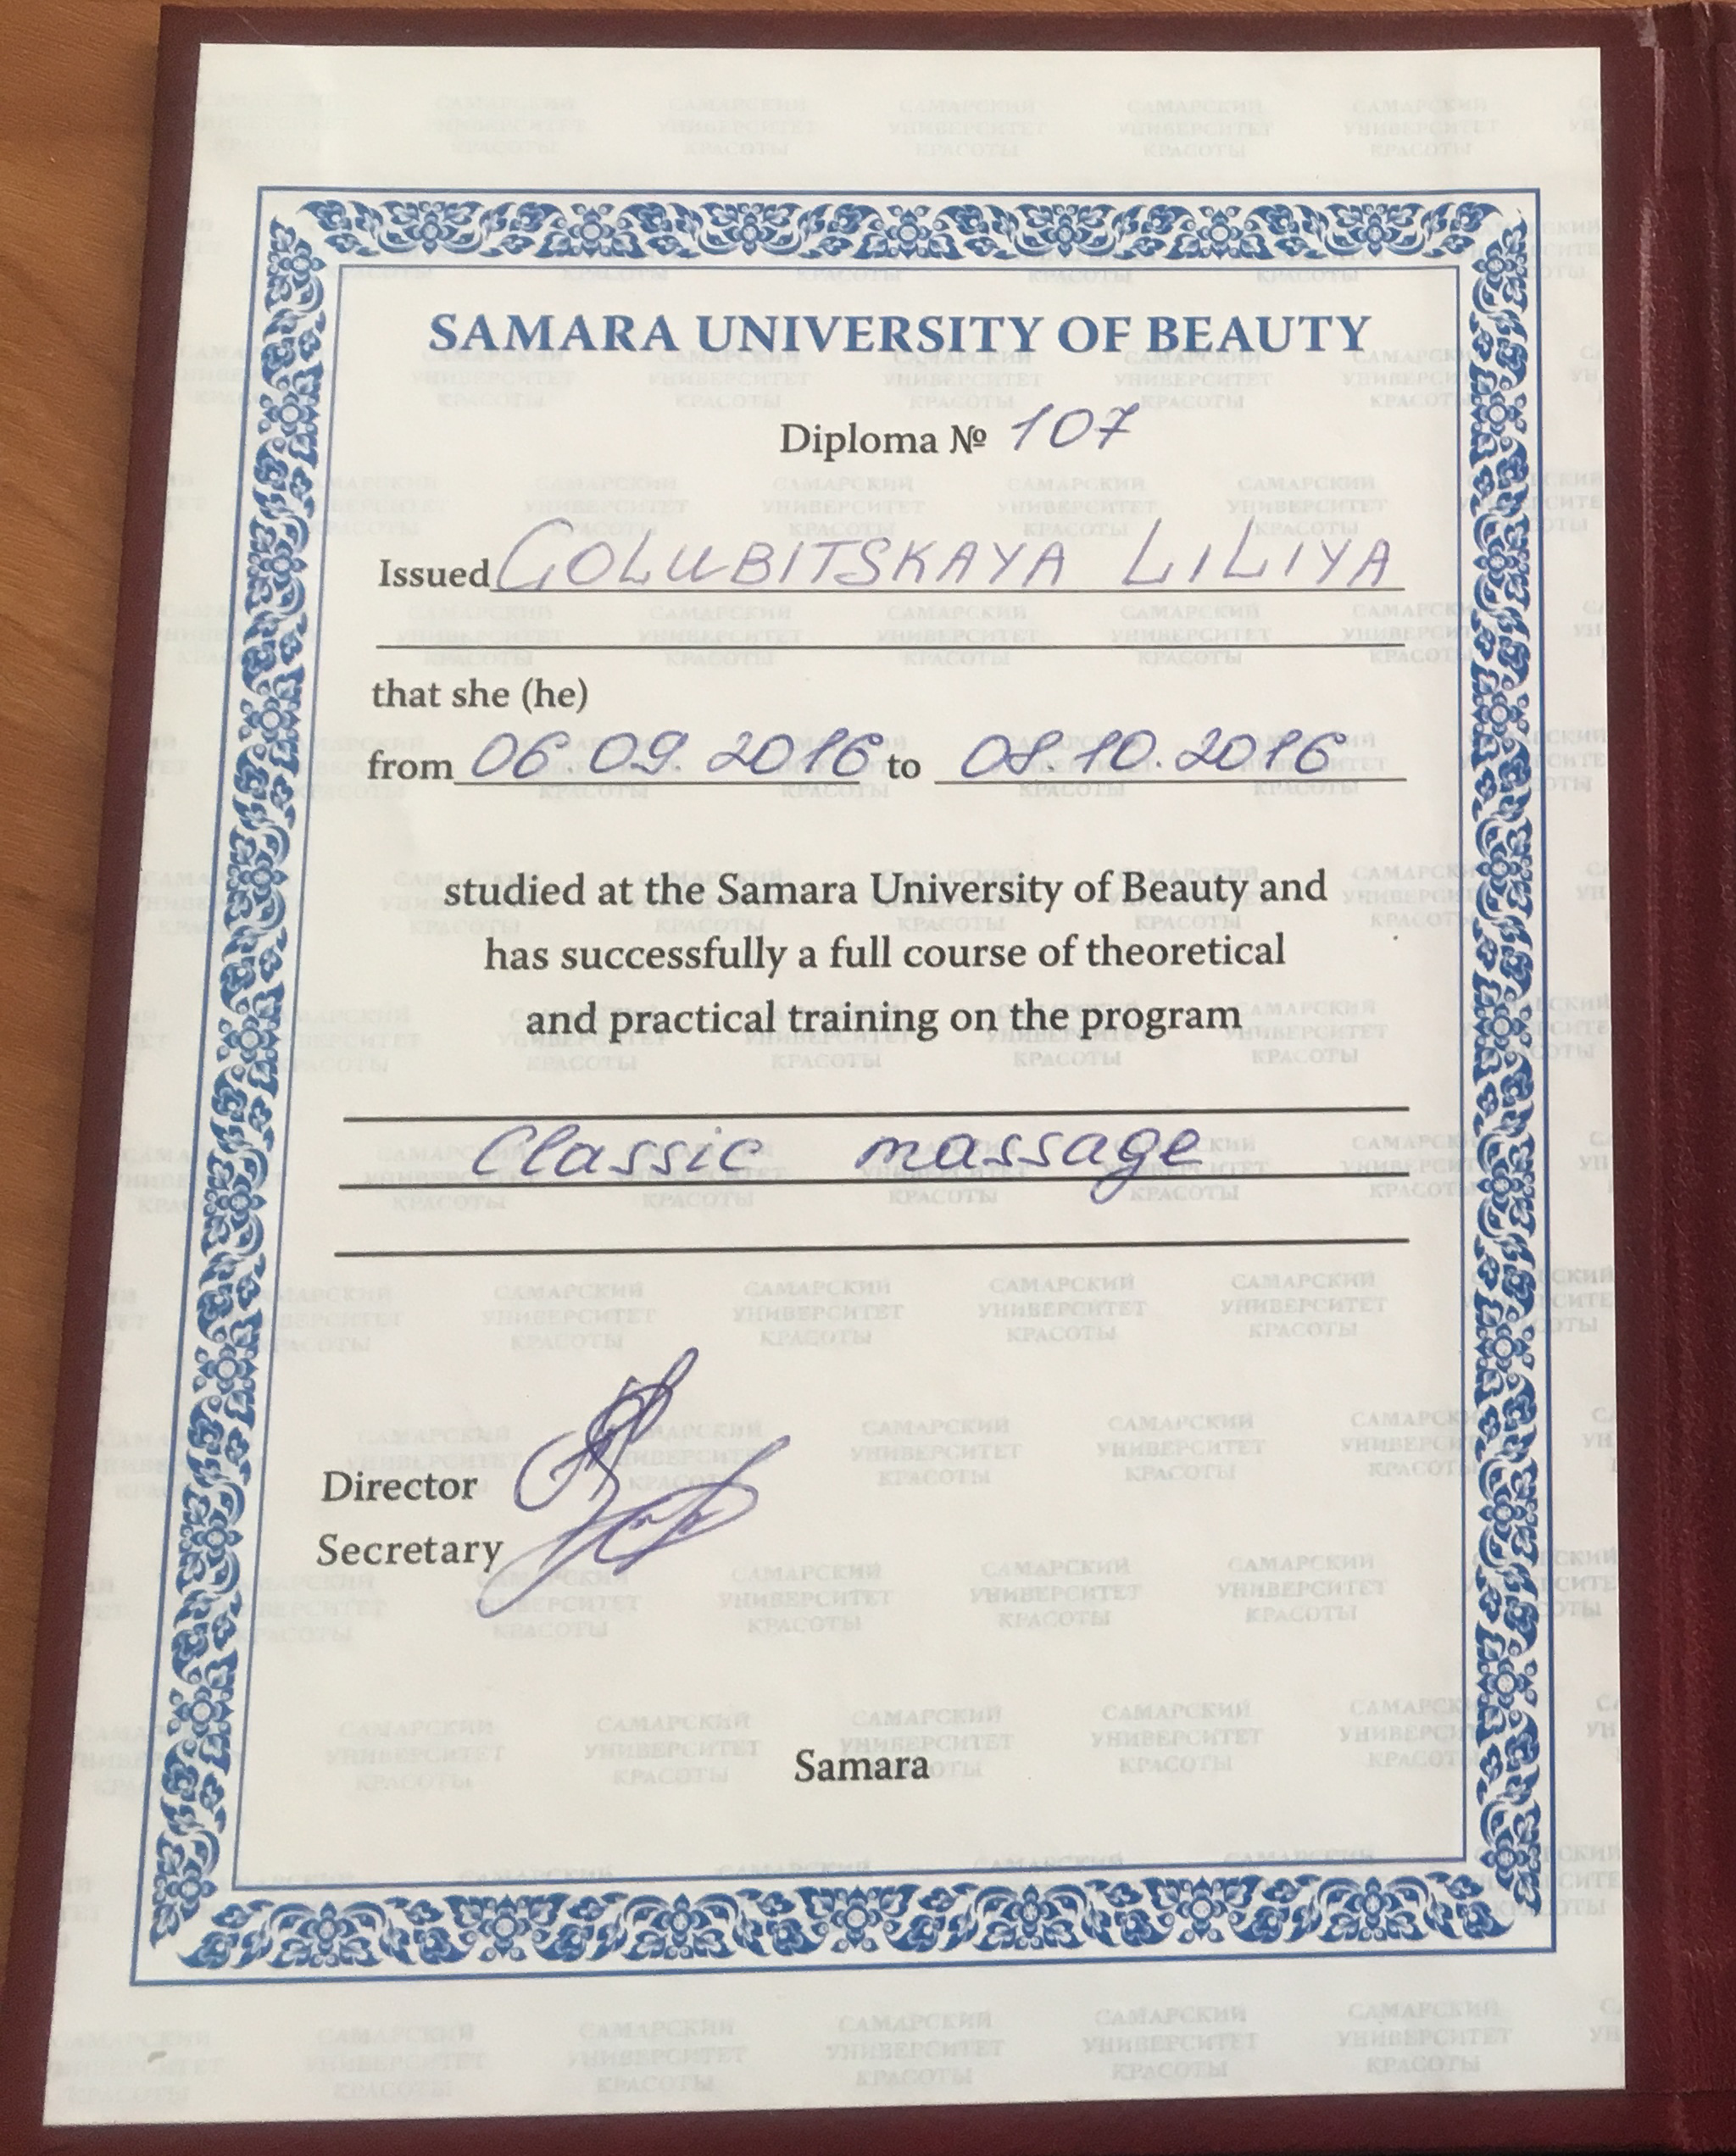 SAMARA UNIVERSITY OF BEAUTY
Diploma № 107
Issued GOLUBITSKAYA LILIYA
that she (he)
from 06.09.2016 to 08.10.2016
studied at the Samara University of Beauty and
has successfully a full course of theoretical
and practical training on the program
Classic massage
Director
Secretary
Samara
САМАРСКИЙ
УНИВЕРСИТЕТ
КРАСОТЫ